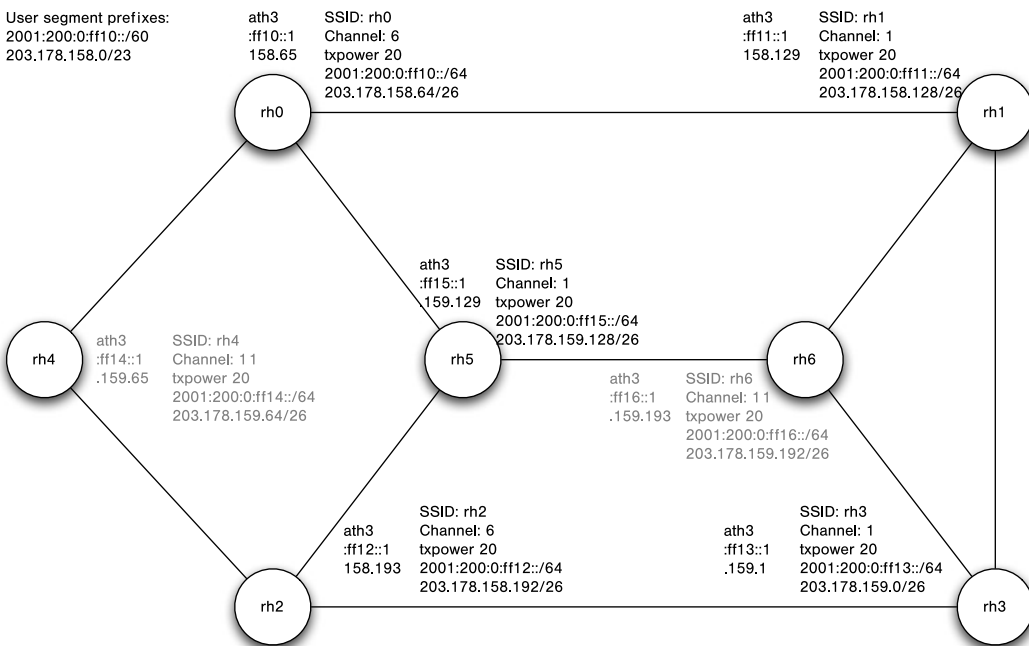 User segment prefixes:
2001:200:0:ff10::/60
203.178.158.0/23
ath3
:ff10::1
158.65
SSID: rh0
Channel: 6
txpower 20
2001:200:0:ff10::/64
203.178.158.64/26
rh0
ath3
:ff11::1
158.129
SSID: rh1
Channel: 1
txpower 20
2001:200:0:ff11::/64
203.178.158.128/26
rh1
ath3
:ff15::1
.159.129
SSID: rh5
Channel: 1
txpower 20
2001:200:0:ff15::/64
203.178.159.128/26
rh4
ath3
:ff14::1
.159.65
SSID: rh4
Channel: 11
txpower 20
2001:200:0:ff14::/64
203.178.159.64/26
rh5
rh6
ath3
:ff16::1
.159.193
SSID: rh6
Channel: 11
txpower 20
2001:200:0:ff16::/64
203.178.159.192/26
ath3
:ff12::1
158.193
SSID: rh2
Channel: 6
txpower 20
2001:200:0:ff12::/64
203.178.158.192/26
rh2
ath3
:ff13::1
.159.1
SSID: rh3
Channel: 1
txpower 20
2001:200:0:ff13::/64
203.178.159.0/26
rh3